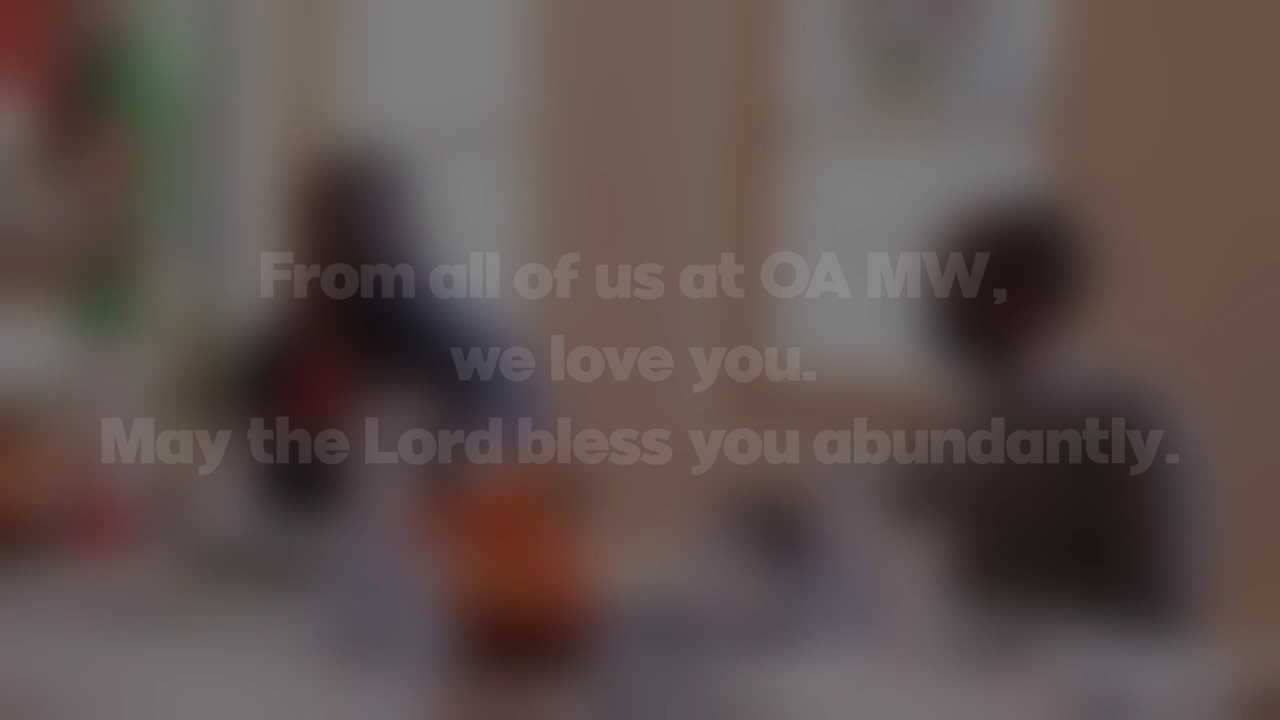 From all of us at OA MW,
we love you.
May the Lord bless you abundantly.